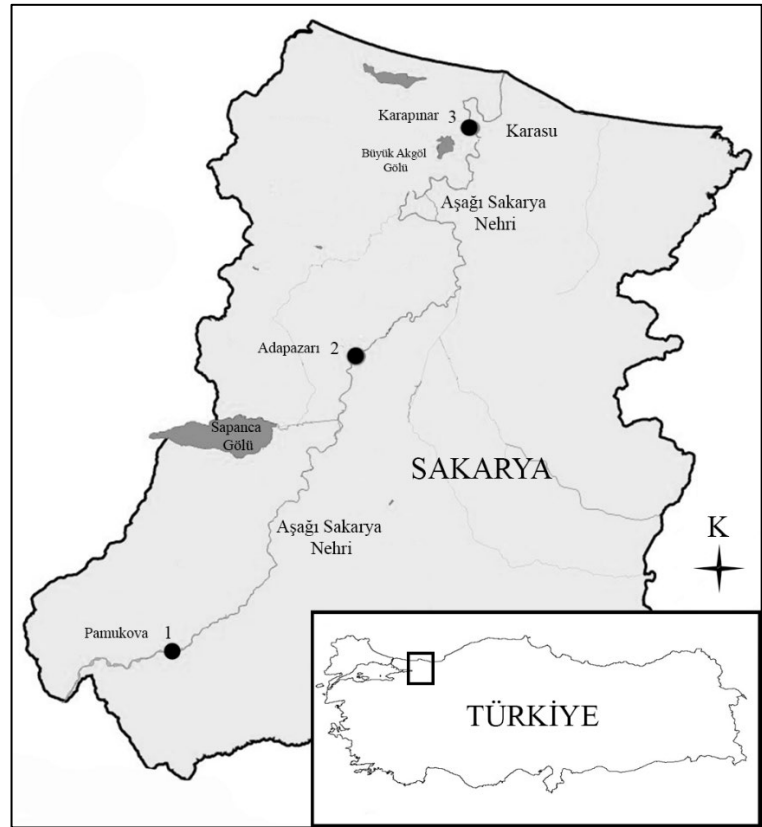 Karapınar 3
Karasu
Büyük Akgöl
Gölü
Aşağı Sakarya
Nehri
Adapazarı 2
Sapanca
Gölü
SAKARYA
K
Aşağı Sakarya
Nehri
Pamukova 1
TÜRKİYE